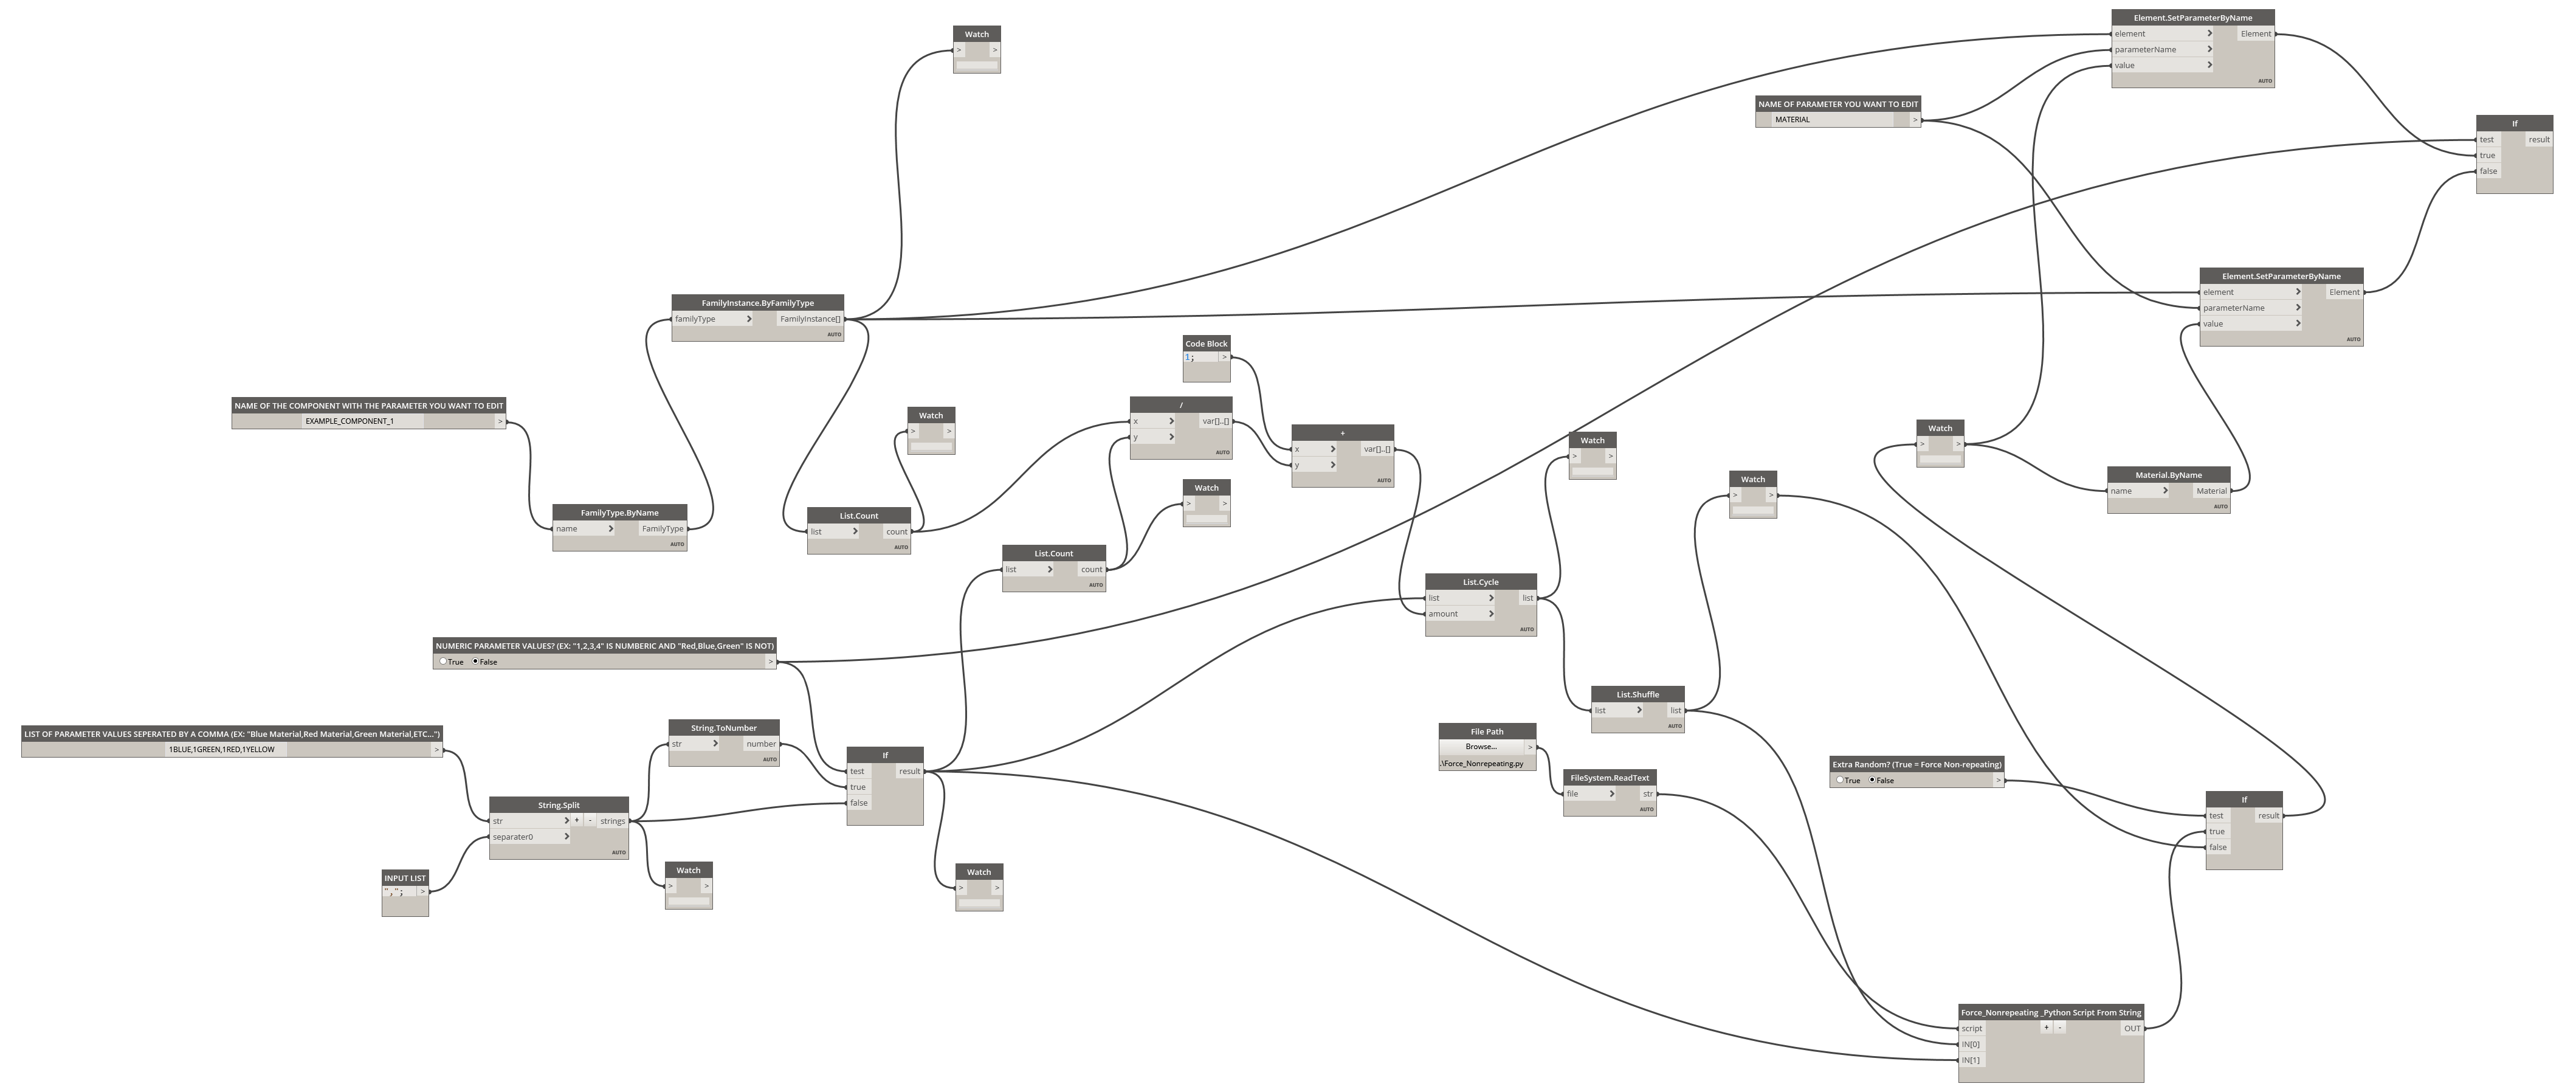 Watch
> >
Element.SetParameterByName
element > Element
parameterName >
value >
AUTO
NAME OF PARAMETER YOU WANT TO EDIT
MATERIAL >
If
test result
true
false
Element.SetParameterByName
element > Element
parameterName >
value >
AUTO
FamilyInstance.ByFamilyType
familyType > FamilyInstance[]
AUTO
Code Block
1; >
NAME OF THE COMPONENT WITH THE PARAMETER YOU WANT TO EDIT
EXAMPLE_COMPONENT_1 >
Watch
> >
/
x > var[]..[]
y >
AUTO
+
x > var[]..[]
y >
AUTO
Watch
> >
Watch
> >
Watch
> >
Material.ByName
name > Material
AUTO
Watch
> >
FamilyType.ByName
name > FamilyType
AUTO
List.Count
list > count
AUTO
List.Count
list > count
AUTO
List.Cycle
list > list
amount >
AUTO
NUMERIC PARAMETER VALUES? (EX: "1,2,3,4" IS NUMBERIC AND "Red,Blue,Green" IS NOT)
True False >
List.Shuffle
list > list
AUTO
LIST OF PARAMETER VALUES SEPERATED BY A COMMA (EX: "Blue Material,Red Material,Green Material,ETC...")
1BLUE,1GREEN,1RED,1YELLOW >
String.ToNumber
str > number
AUTO
If
test result
true
false
File Path
Browse... >
.\Force_Nonrepeating.py
FileSystem.ReadText
file > str
AUTO
Extra Random? (True = Force Non-repeating)
True False >
If
test result
true
false
String.Split
str > + - strings
separater0 >
AUTO
INPUT LIST
","; >
Watch
> >
Watch
> >
Force_Nonrepeating _Python Script From String
script + - OUT
IN[0]
IN[1]